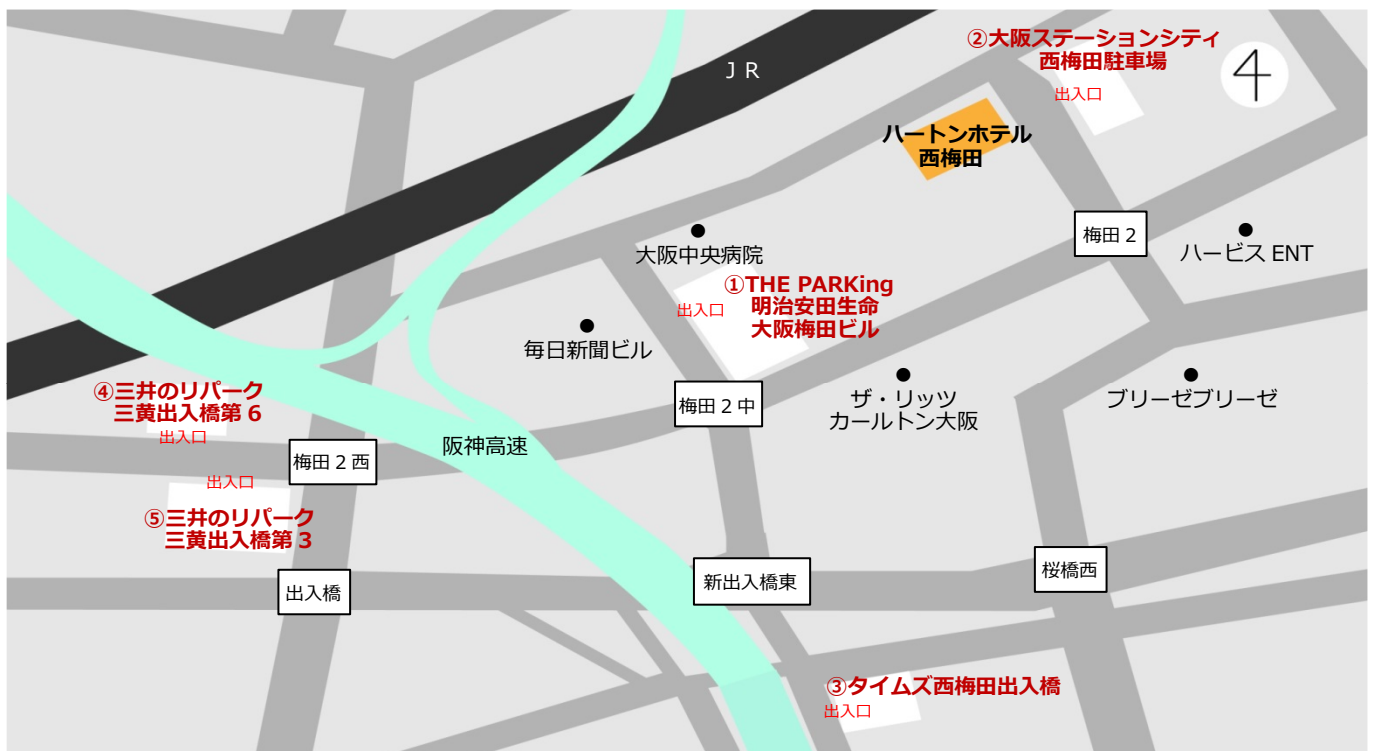 ②大阪ステーションシティ
西梅田駐車場
出入口
ＪＲ
ハートンホテル
西梅田
梅田２
ハービス ENT
大阪中央病院
①THE PARKing
明治安田生命
大阪梅田ビル
出入口
毎日新聞ビル
梅田２中
ザ・リッツ
カールトン大阪
ブリーゼブリーゼ
④三井のリパーク
三黄出入橋第６
出入口
阪神高速
梅田２西
出入口
⑤三井のリパーク
三黄出入橋第３
出入橋
新出入橋東
桜橋西
③タイムズ西梅田出入橋
出入口